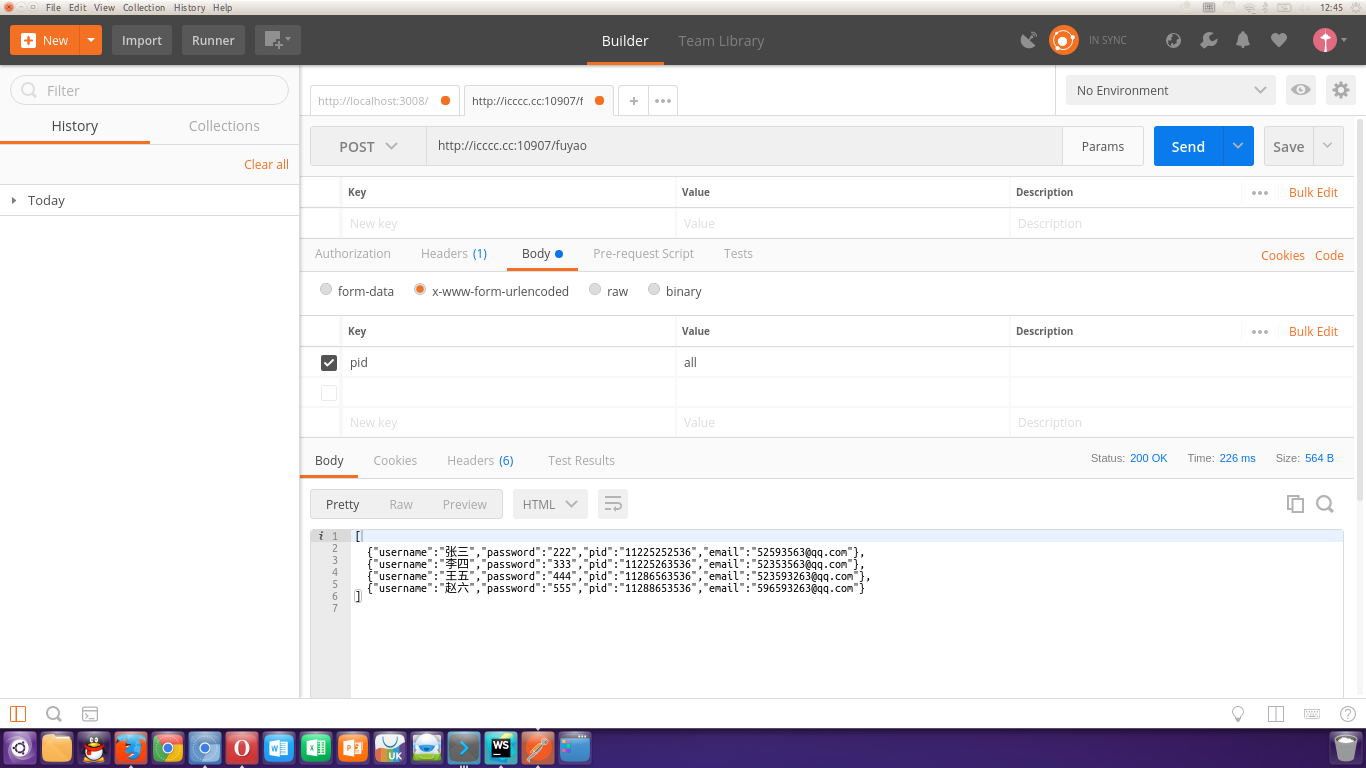 File Edit View Collection History Help
12:45
New
Import
Runner
Builder
Team Library
IN SYNC
Filter
History
Collections
Clear all
Today
http://localhost:3008/
http://icccc.cc:10907/f
No Environment
POST
http://icccc.cc:10907/fuyao
Params
Send
Save
Key Value Description Bulk Edit
New key Value Description
Authorization Headers (1) Body Pre-request Script Tests Cookies Code
form-data x-www-form-urlencoded raw binary
Key Value Description Bulk Edit
pid all
New key Value Description
Body Cookies Headers (6) Test Results Status: 200 OK Time: 226 ms Size: 564 B
Pretty Raw Preview HTML
i 1 [
2 {"username":"张三","password":"222","pid":"11225252536","email":"52593563@qq.com"},
3 {"username":"李四","password":"333","pid":"11225263536","email":"52353563@qq.com"},
4 {"username":"王五","password":"444","pid":"11286563536","email":"523593263@qq.com"},
5 {"username":"赵六","password":"555","pid":"11288653536","email":"596593263@qq.com"}
6 ]
7
UK
WS